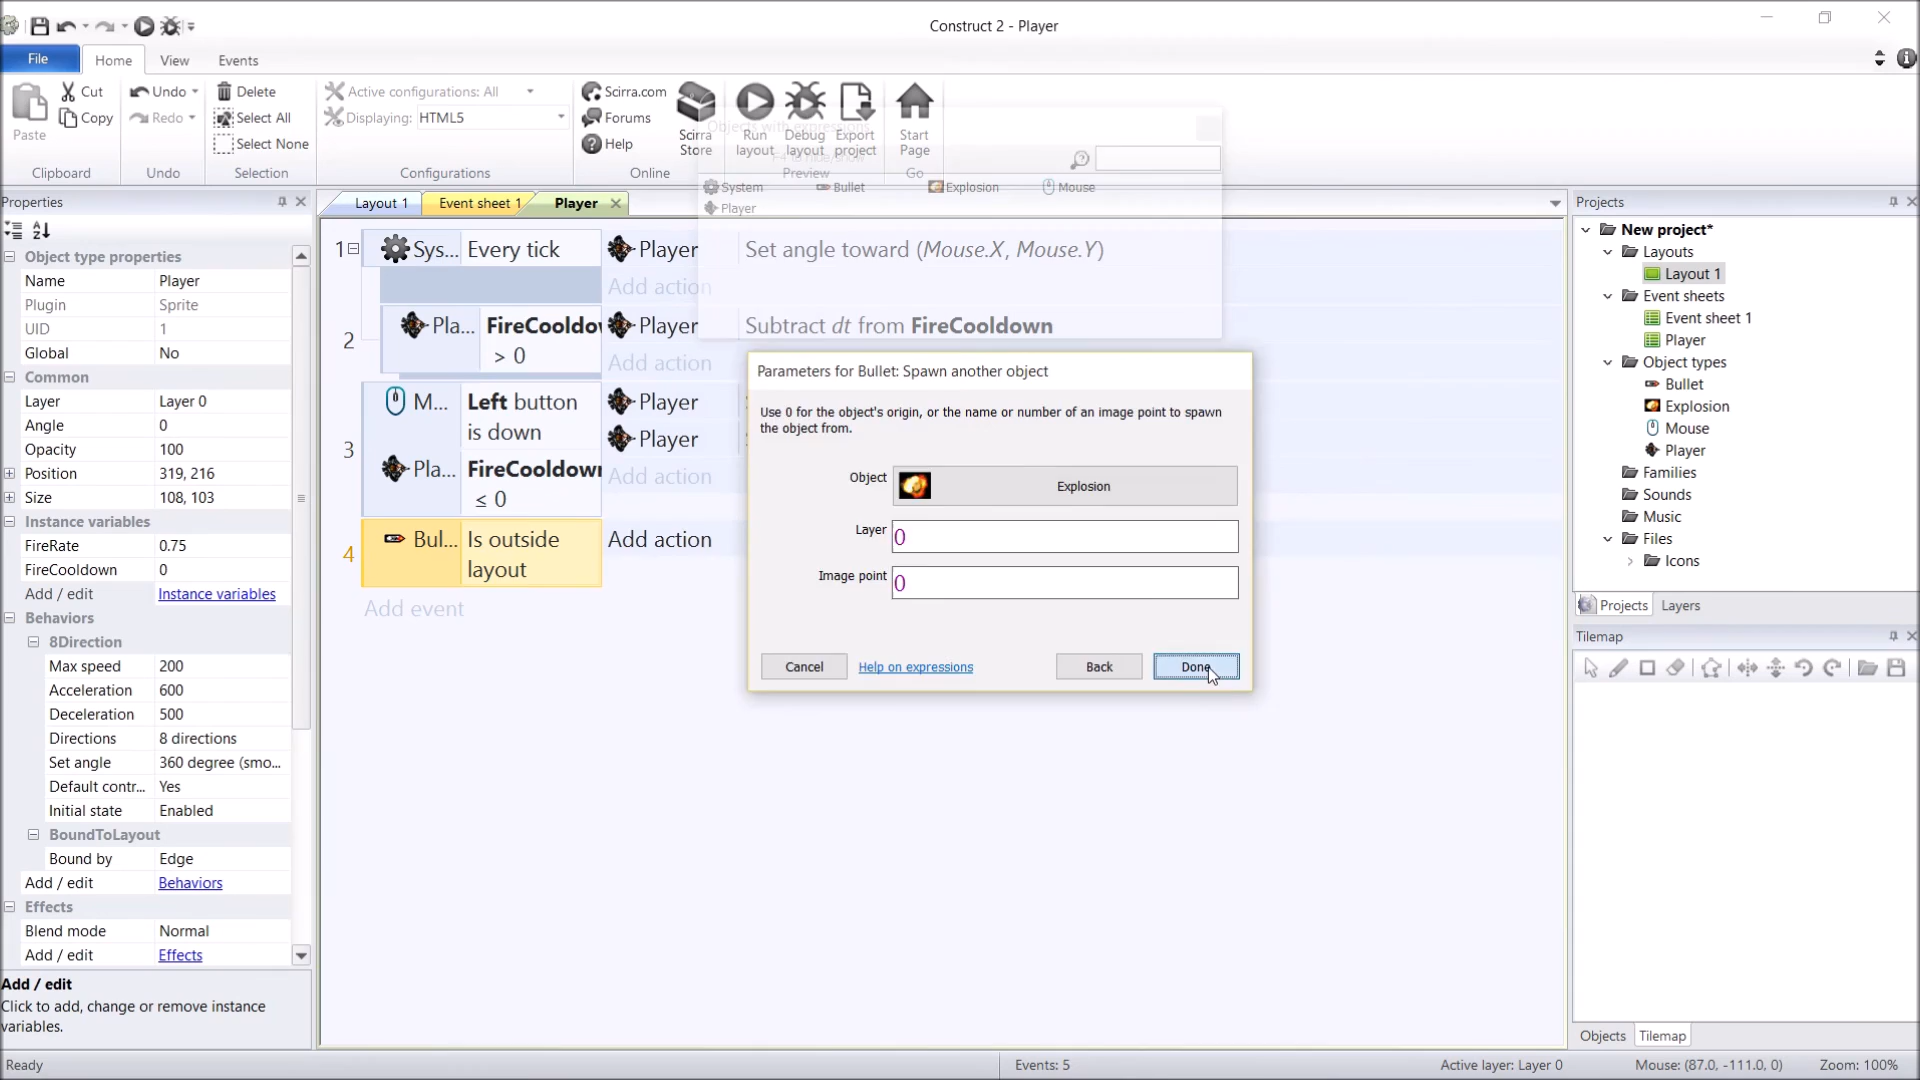 Construct 2 - Player
File
Home
View
Events
Paste
Cut
Copy
Clipboard
Undo
Redo
Undo
Delete
Select All
Select None
Selection
Active configurations: All
Displaying: HTML5
Configurations
Scirra.com
Forums
Help
Scirra Store
Online
Run layout
Debug layout
Export project
Preview
Start Page
Go
Objects with expressions
System
Bullet
Explosion
Mouse
Player
Properties
Object type properties
Name Player
Plugin Sprite
UID 1
Global No
Common
Layer Layer 0
Angle 0
Opacity 100
Position 319, 216
Size 108, 103
Instance variables
FireRate 0.75
FireCooldown 0
Add / edit Instance variables
Behaviors
8Direction
Max speed 200
Acceleration 600
Deceleration 500
Directions 8 directions
Set angle 360 degree (smo...
Default contr... Yes
Initial state Enabled
BoundToLayout
Bound by Edge
Add / edit Behaviors
Effects
Blend mode Normal
Add / edit Effects
Add / edit
Click to add, change or remove instance
variables.
Layout 1
Event sheet 1
Player
1 Sys... Every tick Player Set angle toward (Mouse.X, Mouse.Y)
Add action
2 Pla... FireCooldow > 0 Player Subtract dt from FireCooldown
Add action
3 M... Left button is down Player
Player
Pla... FireCooldown ≤ 0 Add action
4 Bul... Is outside layout Add action
Add event
Parameters for Bullet: Spawn another object
Use 0 for the object's origin, or the name or number of an image point to spawn
the object from.
Object Explosion
Layer 0
Image point 0
Cancel
Help on expressions
Back
Done
Projects
New project*
Layouts
Layout 1
Event sheets
Event sheet 1
Player
Object types
Bullet
Explosion
Mouse
Player
Families
Sounds
Music
Files
Icons
Projects
Layers
Tilemap
Objects
Tilemap
Ready
Events: 5
Active layer: Layer 0
Mouse: (87.0, -111.0, 0)
Zoom: 100%